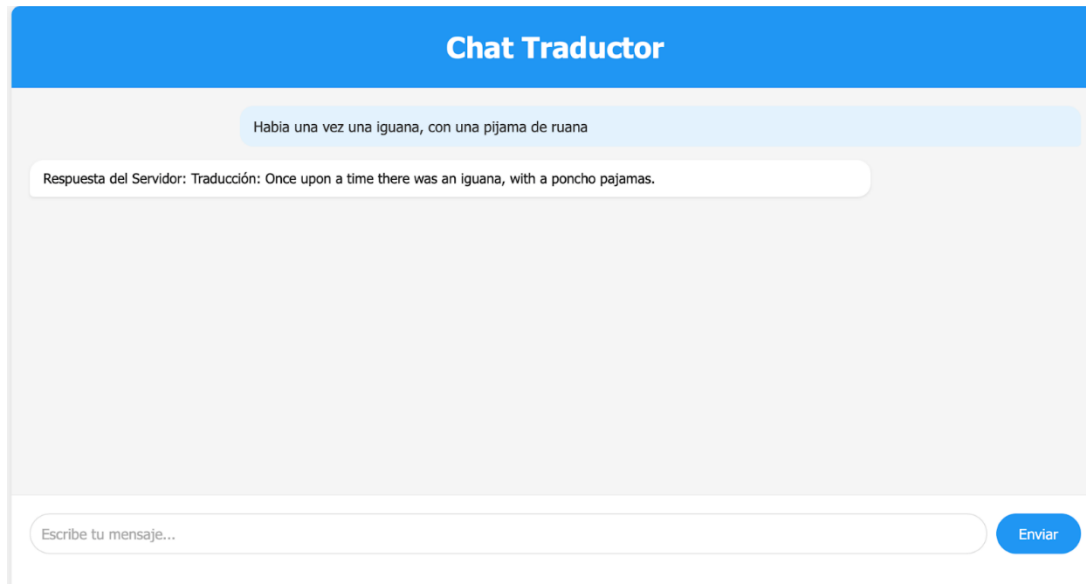 Chat Traductor
Habia una vez una iguana, con una pijama de ruana
Respuesta del Servidor: Traducción: Once upon a time there was an iguana, with a poncho pajamas.
Escribe tu mensaje...
Enviar